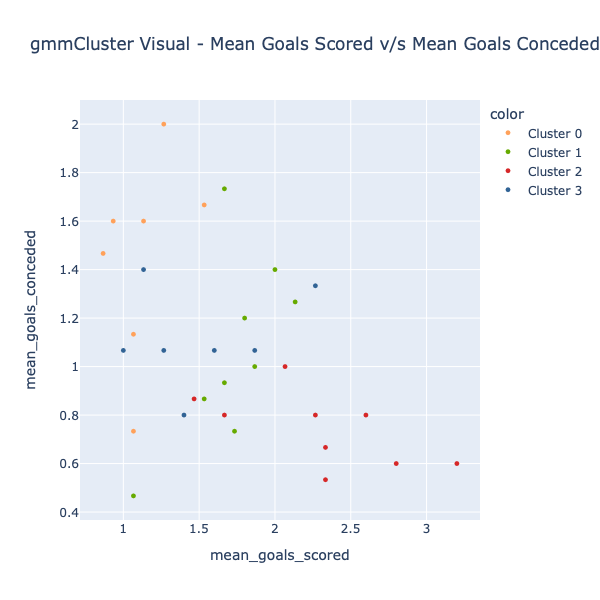 gmmCluster Visual - Mean Goals Scored v/s Mean Goals Conceded
color
Cluster 0
Cluster 1
Cluster 2
Cluster 3
mean_goals_conceded
2
1.8
1.6
1.4
1.2
1
0.8
0.6
0.4
1 1.5 2 2.5 3
mean_goals_scored